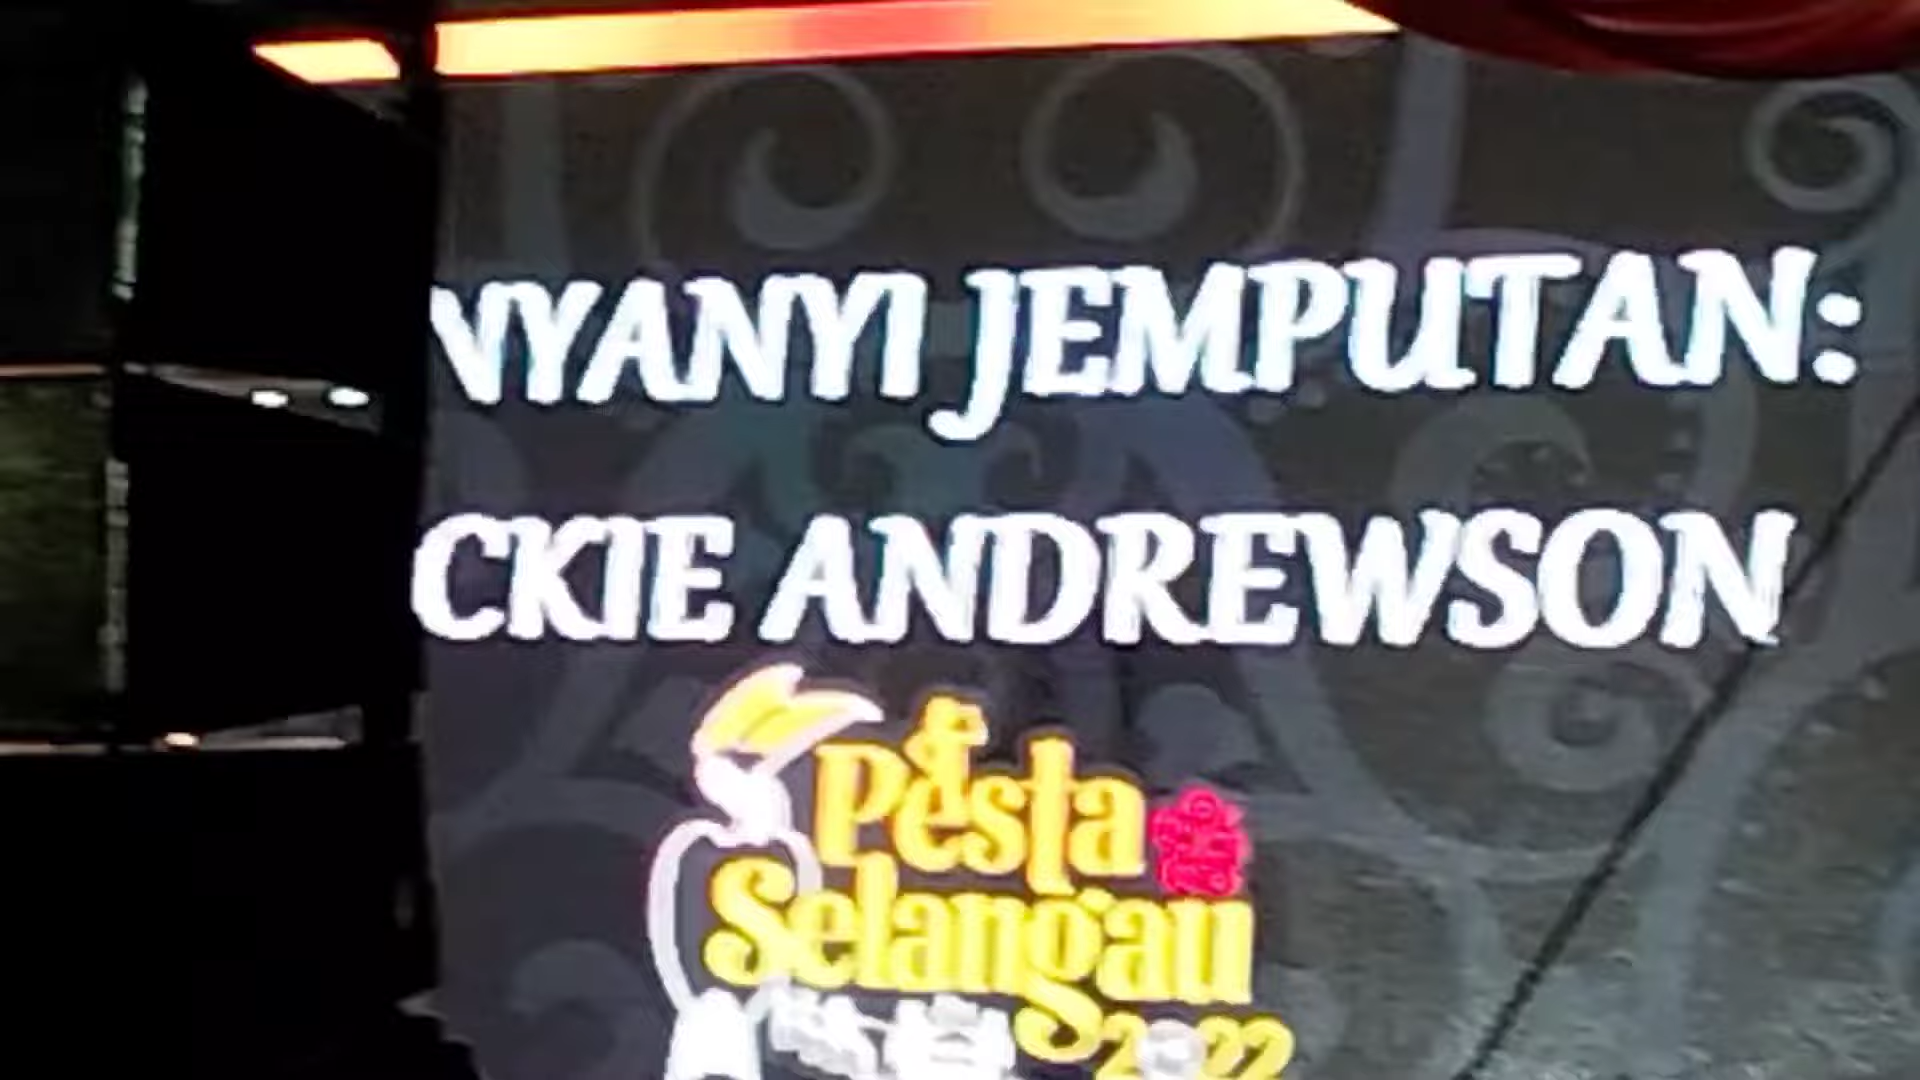 NYANYI JEMPUTAN:
CKIE ANDREWSON
Pesta
Selangau
2022